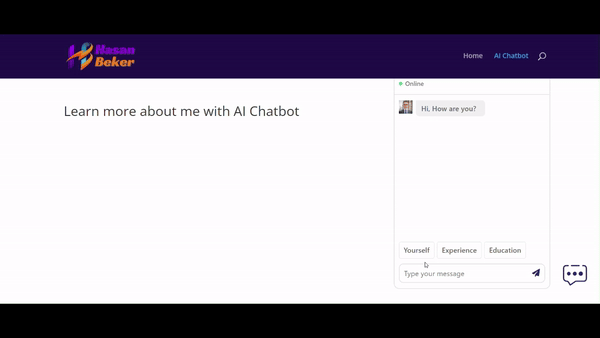 Hasan
Beker
Home
AI Chatbot
Online
Learn more about me with AI Chatbot
Hi, How are you?
Yourself
Experience
Education
Type your message